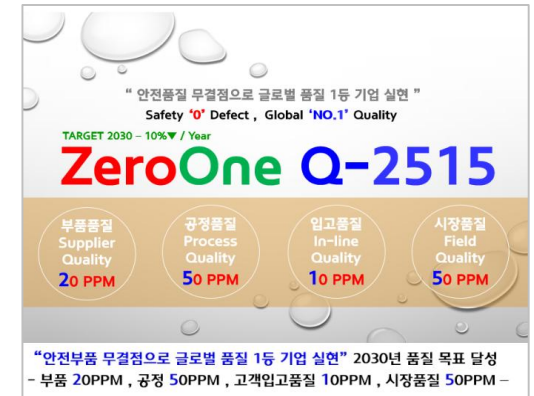 “ 안전품질 무결점으로 글로벌 품질 1등 기업 실현 ”
Safety ‘0’ Defect , Global ‘NO.1’ Quality
TARGET 2030 – 10%▼ / Year
ZeroOne Q-2515
부품품질
Supplier
Quality
20 PPM
공정품질
Process
Quality
50 PPM
입고품질
In-line
Quality
10 PPM
시장품질
Field
Quality
50 PPM
“안전부품 무결점으로 글로벌 품질 1등 기업 실현” 2030년 품질 목표 달성
- 부품 20PPM , 공정 50PPM , 고객입고품질 10PPM , 시장품질 50PPM –